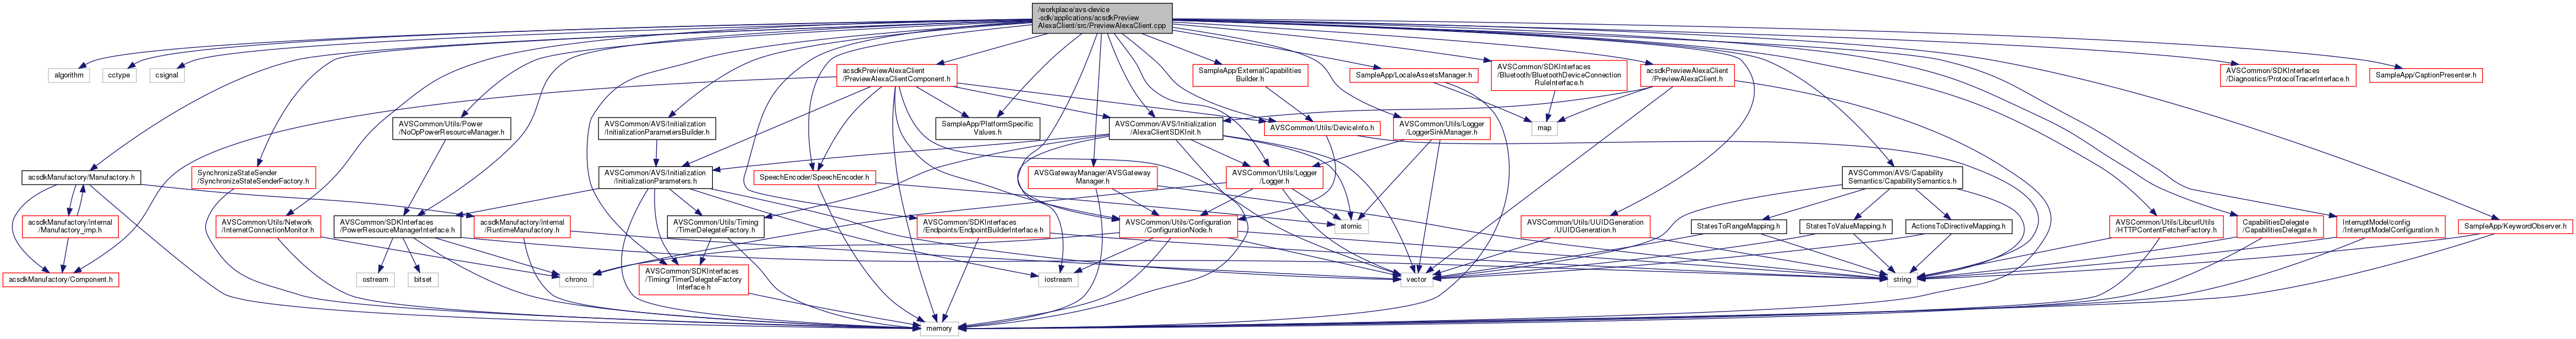 /workplace/avs-device
-sdk/applications/acsdkPreview
AlexaClient/src/PreviewAlexaClient.cpp
algorithm
cctype
csignal
acsdkPreviewAlexaClient
/PreviewAlexaClientComponent.h
SampleApp/ExternalCapabilities
Builder.h
SampleApp/LocaleAssetsManager.h
AVSCommon/SDKInterfaces
/Bluetooth/BluetoothDeviceConnection
RuleInterface.h
acsdkPreviewAlexaClient
/PreviewAlexaClient.h
AVSCommon/SDKInterfaces
/Diagnostics/ProtocolTracerInterface.h
SampleApp/CaptionPresenter.h
AVSCommon/Utils/Power
/NoOpPowerResourceManager.h
AVSCommon/AVS/Initialization
/InitializationParametersBuilder.h
SampleApp/PlatformSpecific
Values.h
AVSCommon/AVS/Initialization
/AlexaClientSDKInit.h
AVSCommon/Utils/DeviceInfo.h
AVSCommon/Utils/Logger
/LoggerSinkManager.h
map
acsdkManufactory/Manufactory.h
SynchronizeStateSender
/SynchronizeStateSenderFactory.h
AVSCommon/AVS/Initialization
/InitializationParameters.h
SpeechEncoder/SpeechEncoder.h
AVSGatewayManager/AVSGateway
Manager.h
AVSCommon/Utils/Logger
/Logger.h
AVSCommon/AVS/Capability
Semantics/CapabilitySemantics.h
acsdkManufactory/internal
/Manufactory_imp.h
AVSCommon/Utils/Network
/InternetConnectionMonitor.h
AVSCommon/SDKInterfaces
/PowerResourceManagerInterface.h
acsdkManufactory/internal
/RuntimeManufactory.h
AVSCommon/Utils/Timing
/TimerDelegateFactory.h
AVSCommon/SDKInterfaces
/Endpoints/EndpointBuilderInterface.h
AVSCommon/Utils/Configuration
/ConfigurationNode.h
atomic
AVSCommon/Utils/UUIDGeneration
/UUIDGeneration.h
StatesToRangeMapping.h
StatesToValueMapping.h
ActionsToDirectiveMapping.h
AVSCommon/Utils/LibcurlUtils
/HTTPContentFetcherFactory.h
CapabilitiesDelegate
/CapabilitiesDelegate.h
InterruptModel/config
/InterruptModelConfiguration.h
SampleApp/KeywordObserver.h
acsdkManufactory/Component.h
ostream
bitset
chrono
AVSCommon/SDKInterfaces
/Timing/TimerDelegateFactory
Interface.h
iostream
vector
string
memory